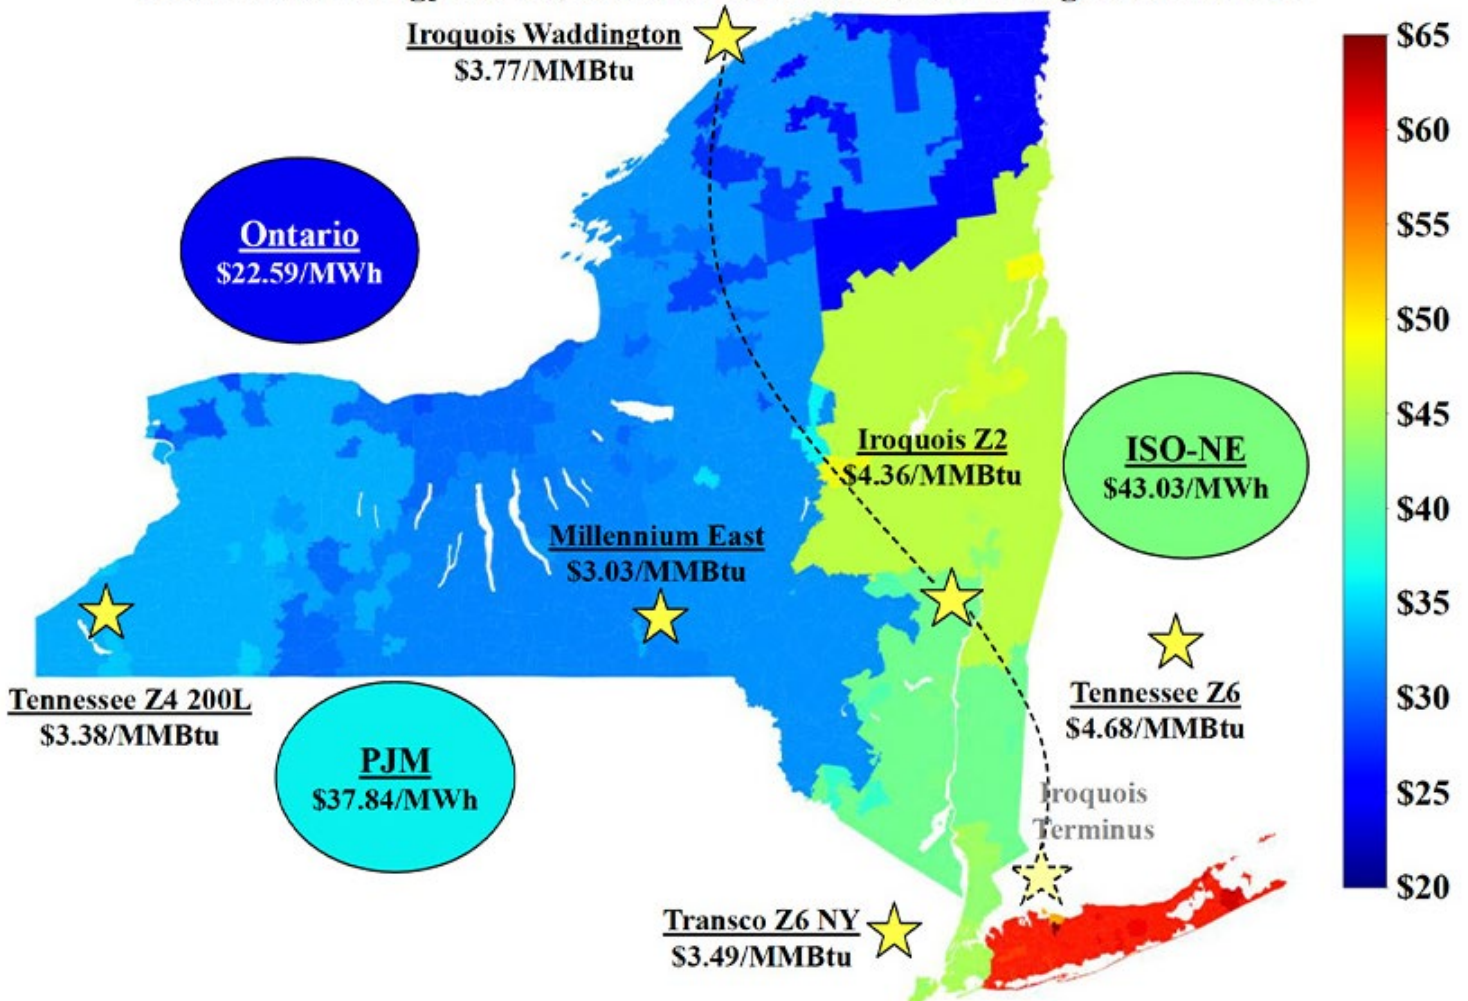 Iroquois Waddington
$3.77/MMBtu
Ontario
$22.59/MWh
Iroquois Z2
$4.36/MMBtu
ISO-NE
$43.03/MWh
Millennium East
$3.03/MMBtu
Tennessee Z4 200L
$3.38/MMBtu
PJM
$37.84/MWh
Tennessee Z6
$4.68/MMBtu
Iroquois
Terminus
Transco Z6 NY
$3.49/MMBtu
$65
$60
$55
$50
$45
$40
$35
$30
$25
$20